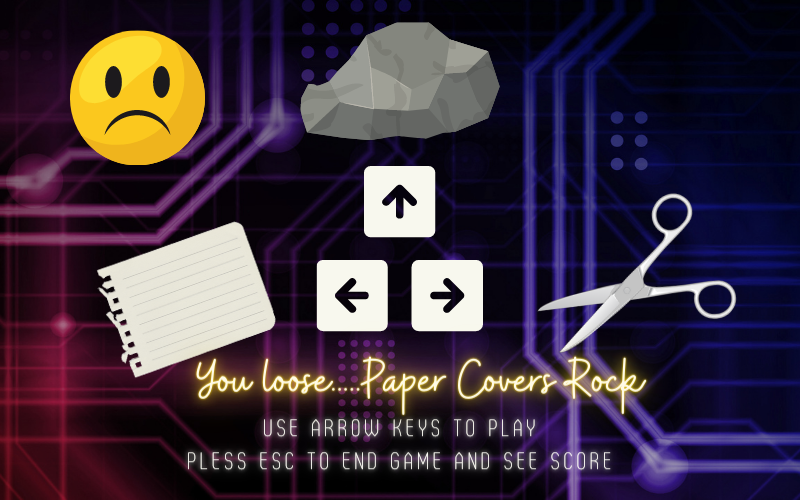 You loose.....Paper Covers Rock
USE ARROW KEYS TO PLAY
PLESS ESC TO END GAME AND SEE SCORE